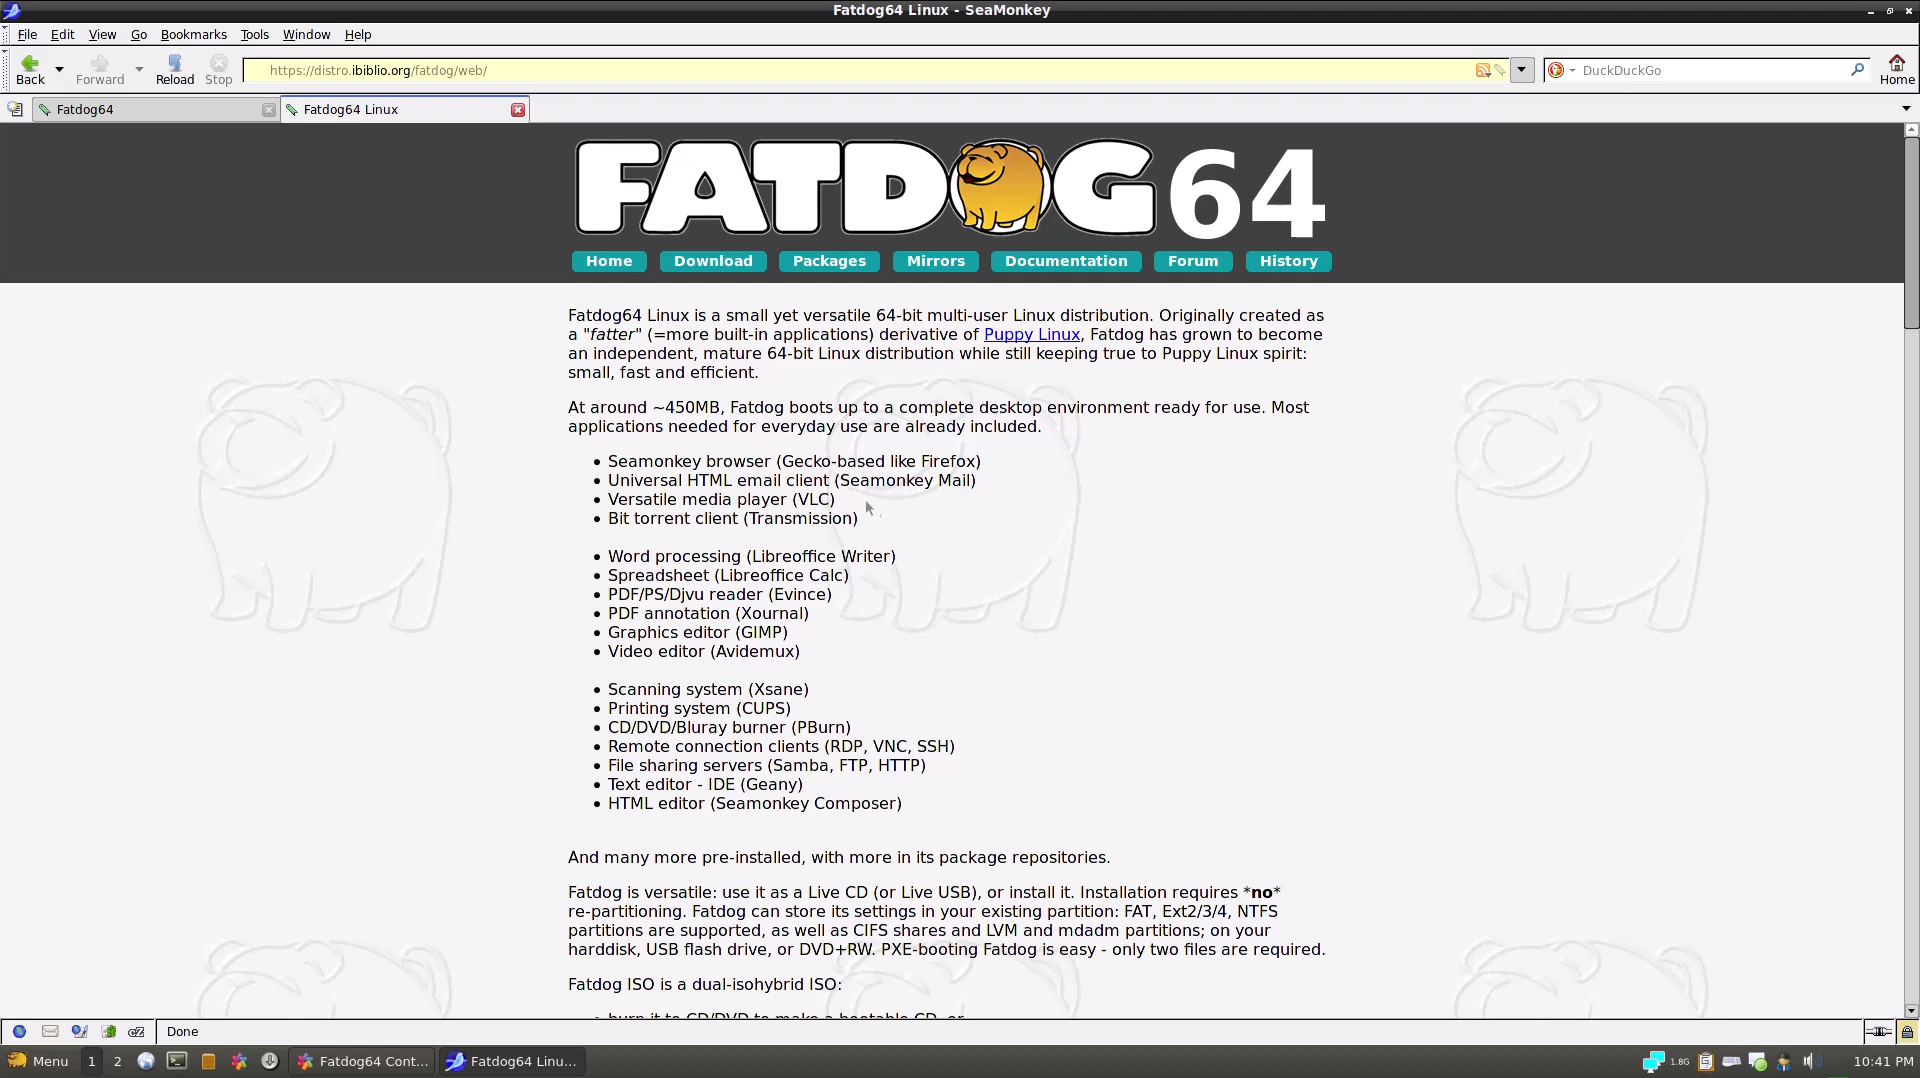 Fatdog64 Linux - SeaMonkey
File Edit View Go Bookmarks Tools Window Help
Back Forward Reload Stop https://distro.ibiblio.org/fatdog/web/ DuckDuckGo Home
Fatdog64 Fatdog64 Linux
FATDOG 64
Home Download Packages Mirrors Documentation Forum History
Fatdog64 Linux is a small yet versatile 64-bit multi-user Linux distribution. Originally created as
a "fatter" (=more built-in applications) derivative of Puppy Linux, Fatdog has grown to become
an independent, mature 64-bit Linux distribution while still keeping true to Puppy Linux spirit:
small, fast and efficient.
At around ~450MB, Fatdog boots up to a complete desktop environment ready for use. Most
applications needed for everyday use are already included.
• Seamonkey browser (Gecko-based like Firefox)
• Universal HTML email client (Seamonkey Mail)
• Versatile media player (VLC)
• Bit torrent client (Transmission)
• Word processing (Libreoffice Writer)
• Spreadsheet (Libreoffice Calc)
• PDF/PS/Djvu reader (Evince)
• PDF annotation (Xournal)
• Graphics editor (GIMP)
• Video editor (Avidemux)
• Scanning system (Xsane)
• Printing system (CUPS)
• CD/DVD/Bluray burner (PBurn)
• Remote connection clients (RDP, VNC, SSH)
• File sharing servers (Samba, FTP, HTTP)
• Text editor - IDE (Geany)
• HTML editor (Seamonkey Composer)
And many more pre-installed, with more in its package repositories.
Fatdog is versatile: use it as a Live CD (or Live USB), or install it. Installation requires *no*
re-partitioning. Fatdog can store its settings in your existing partition: FAT, Ext2/3/4, NTFS
partitions are supported, as well as CIFS shares and LVM and mdadm partitions; on your
harddisk, USB flash drive, or DVD+RW. PXE-booting Fatdog is easy - only two files are required.
Fatdog ISO is a dual-isohybrid ISO:
• burn it to CD/DVD to make a bootable CD, or
Done
Menu 1 2 Fatdog64 Cont... Fatdog64 Linu... 1.8G 10:41 PM